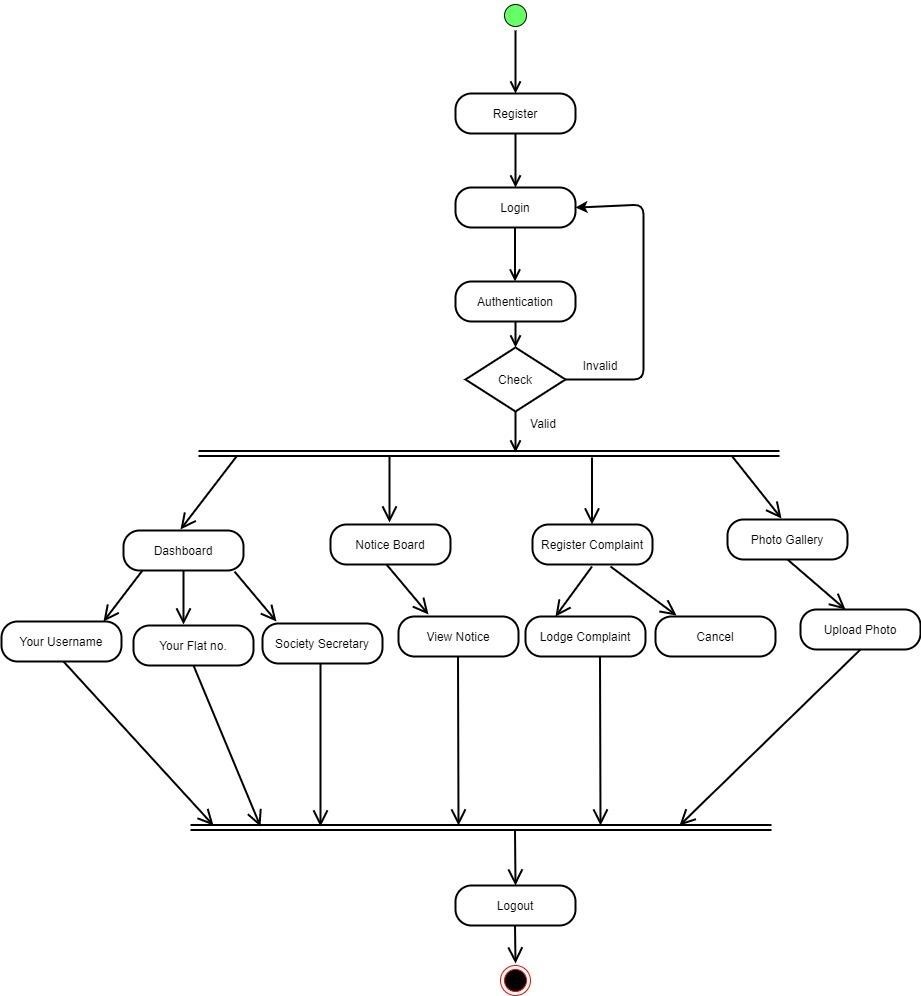 Register
Login
Authentication
Check
Invalid
Valid
Dashboard
Notice Board
Register Complaint
Photo Gallery
Your Username
Your Flat no.
Society Secretary
View Notice
Lodge Complaint
Cancel
Upload Photo
Logout